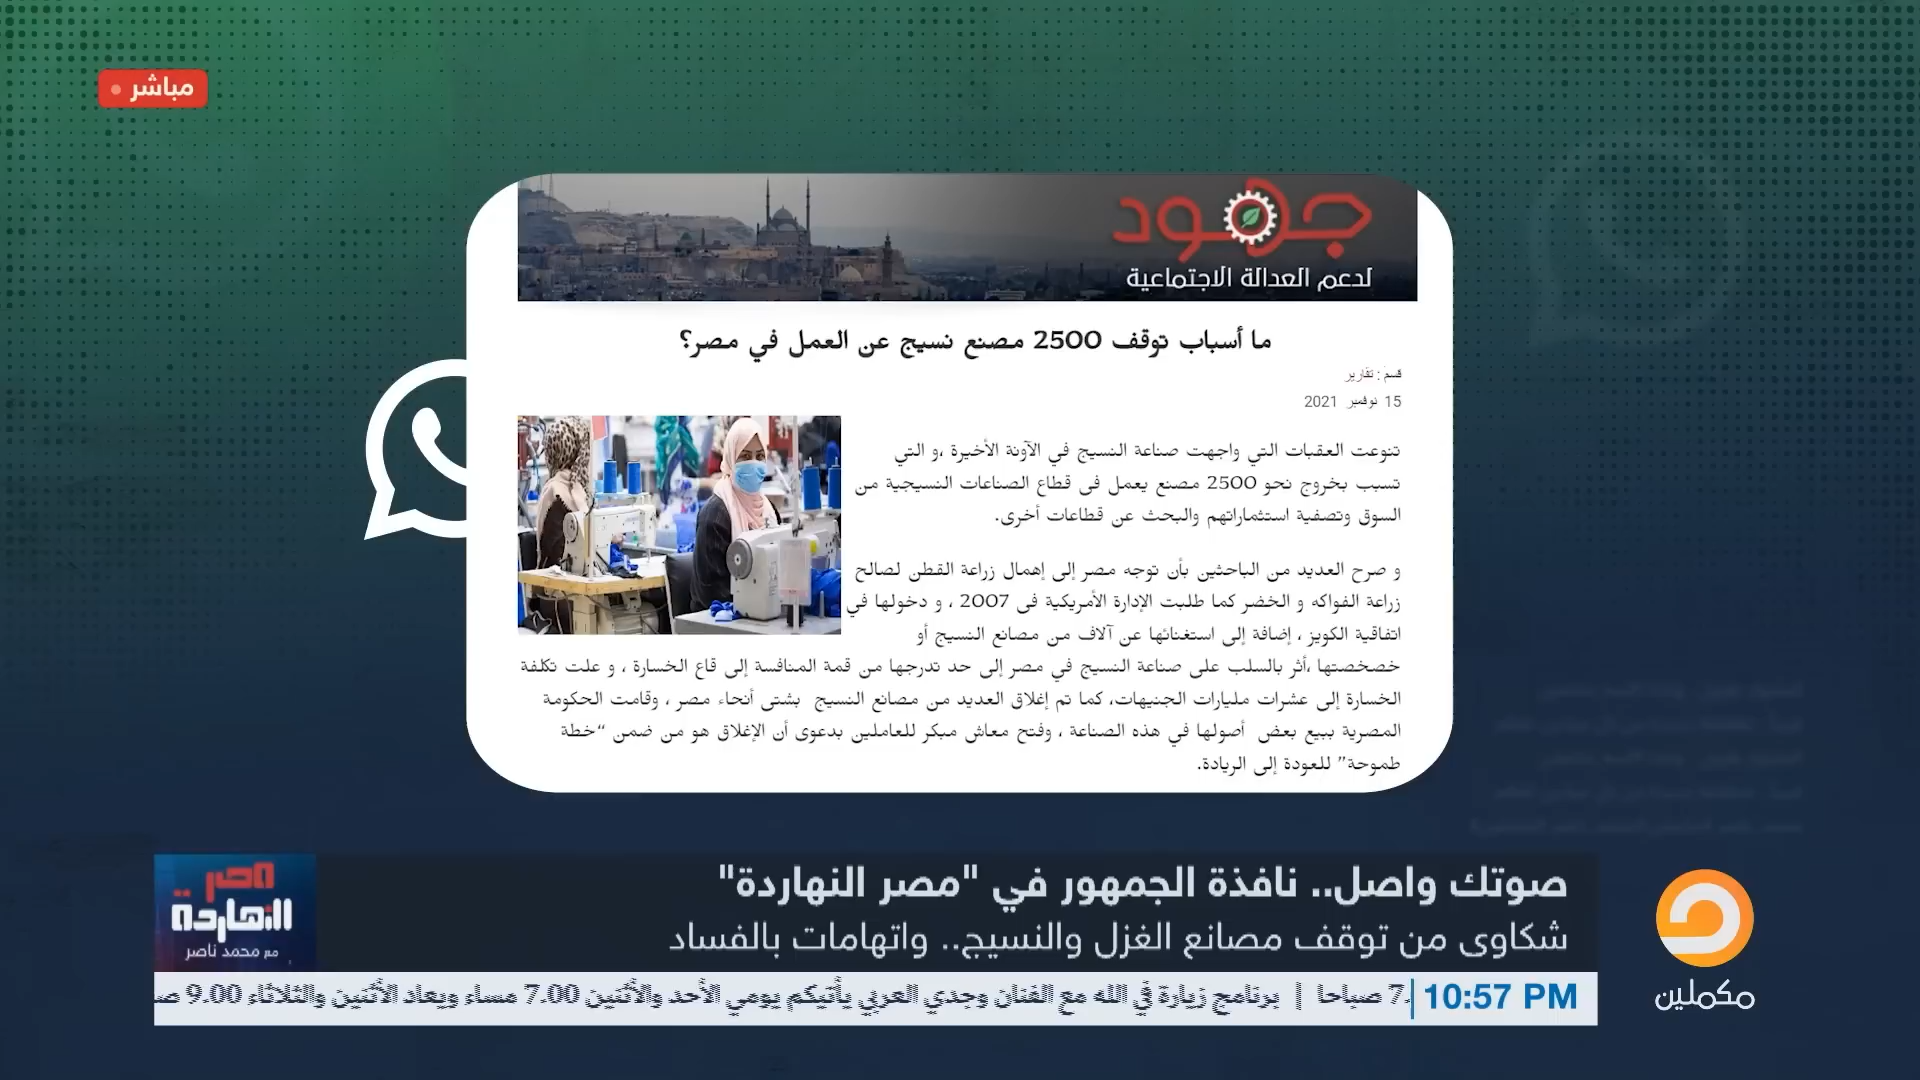 مباشر
جهود
لدعم العدالة الاجتماعية
ما أسباب توقف 2500 مصنع نسيج عن العمل في مصر؟
قسم : تقارير
15 نوفمبر 2021
تنوعت العقبات التي واجهت صناعة النسيج في الآونة الأخيرة ،و التي
تسبب بخروج نحو 2500 مصنع يعمل فى قطاع الصناعات النسيجية من
السوق وتصفية استثماراتهم والبحث عن قطاعات أخرى.
و صرح العديد من الباحثين بأن توجه مصر إلى إهمال زراعة القطن لصالح
زراعة الفواكه و الخضر كما طلبت الإدارة الأمريكية فى 2007 ، و دخولها في
اتفاقية الكويز ، إضافة إلى استغنائها عن آلاف من مصانع النسيج أو
خصخصتها ،أثر بالسلب على صناعة النسيج في مصر إلى حد تدرجها من قمة المنافسة إلى قاع الخسارة ، و علت تكلفة
الخسارة إلى عشرات مليارات الجنيهات، كما تم إغلاق العديد من مصانع النسيج بشتى أنحاء مصر ، وقامت الحكومة
المصرية ببيع بعض أصولها في هذه الصناعة ، وفتح معاش مبكر للعاملين بدعوى أن الإغلاق هو من ضمن “خطة
طموحة” للعودة إلى الريادة.
صوتك واصل.. نافذة الجمهور في "مصر النهاردة"
شكاوى من توقف مصانع الغزل والنسيج.. واتهامات بالفساد
مصر
النهاردة
مع محمد ناصر
10:57 PM
7. صباحا | برنامج زيارة في الله مع الفنان وجدي العربي يأتيكم يومي الأحد والأثنين 7.00 مساء ويعاد الأثنين والثلاثاء 9.00 صـ
مكملين